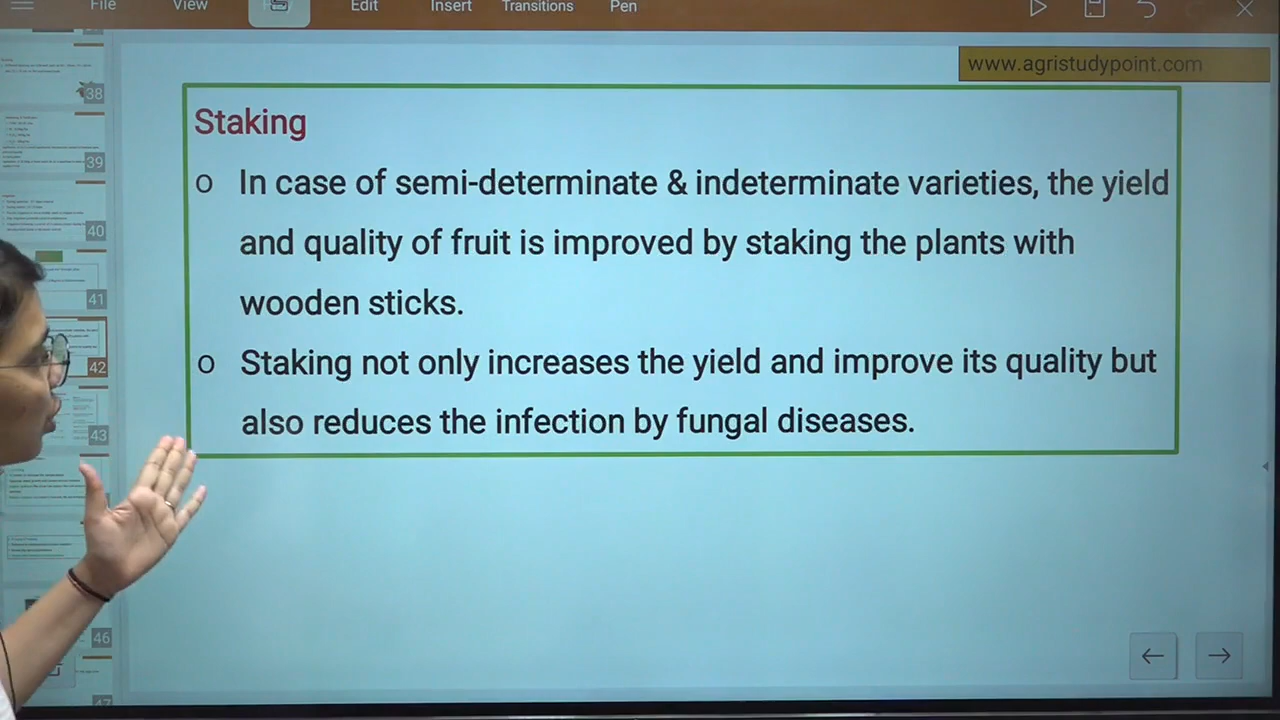 File View Edit Insert Transitions Pen
www.agristudypoint.com
Staking
o In case of semi-determinate & indeterminate varieties, the yield
and quality of fruit is improved by staking the plants with
wooden sticks.
o Staking not only increases the yield and improve its quality but
also reduces the infection by fungal diseases.
38
39
40
41
42
43
46
47